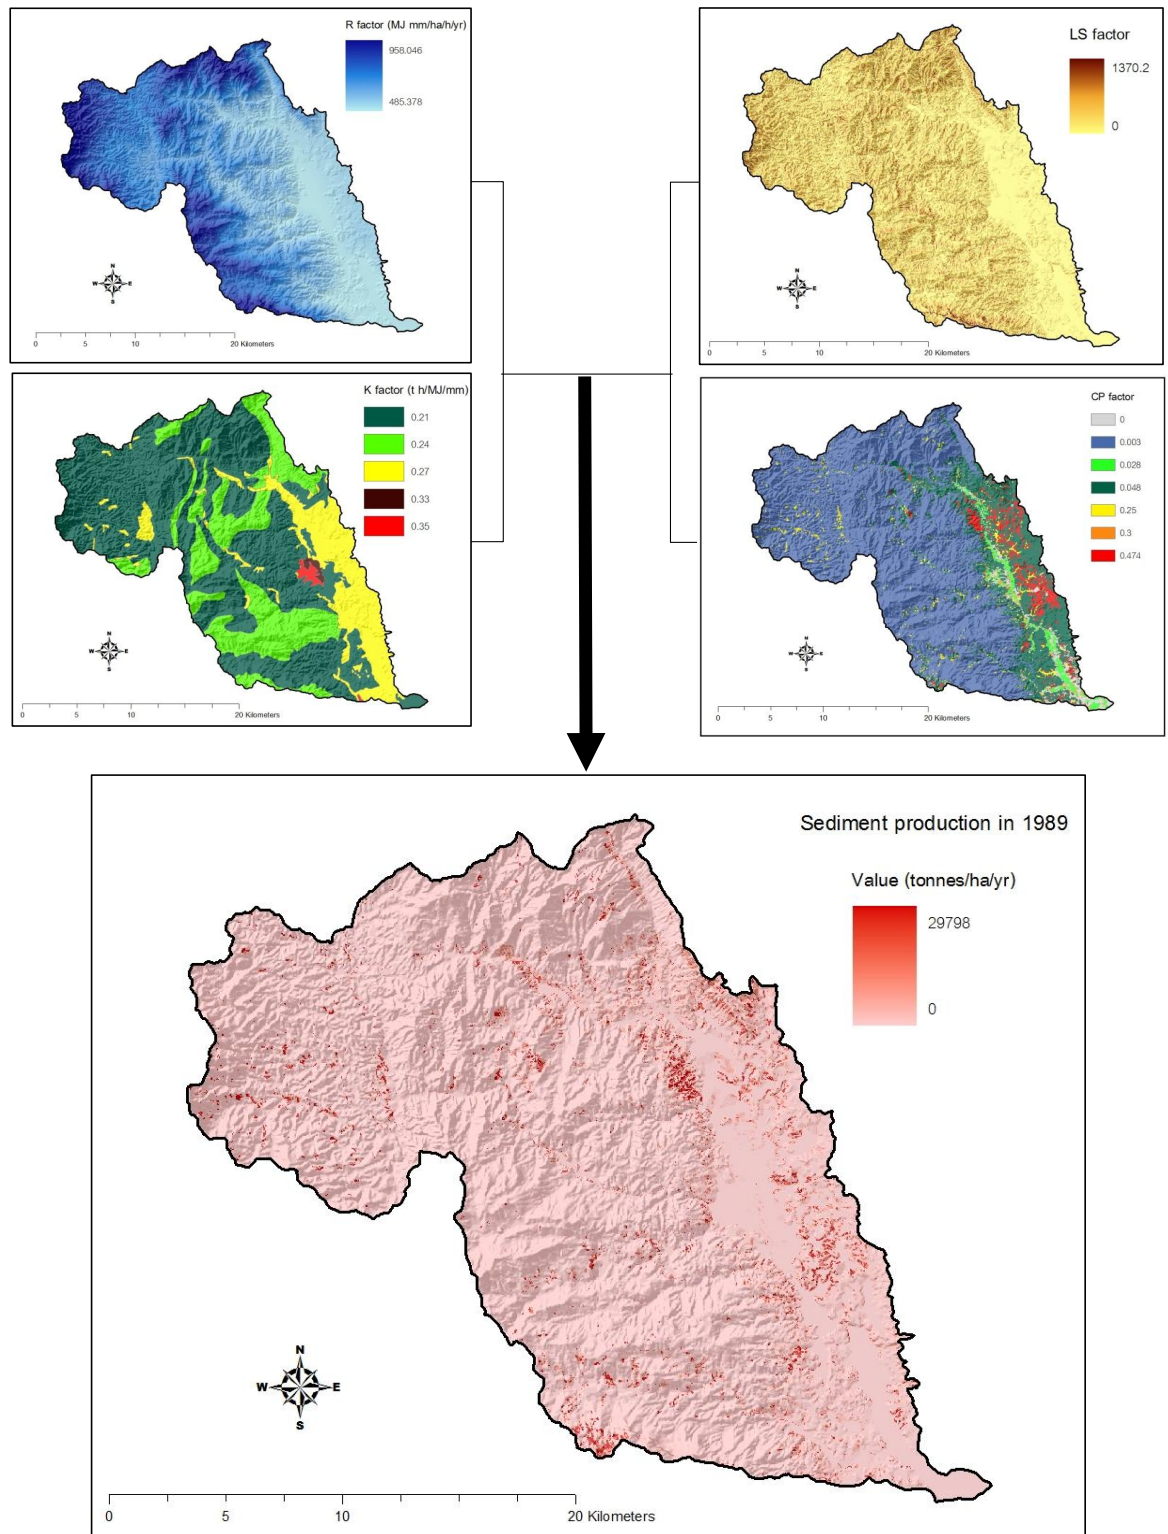 R factor (MJ mm/ha/h/yr)
958.046
485.378
N
W E
S
0 5 10 20 Kilometers
LS factor
1370.2
0
N
W E
S
0 5 10 20 Kilometers
K factor (t h/MJ/mm)
0.21
0.24
0.27
0.33
0.35
N
W E
S
0 5 10 20 Kilometers
CP factor
0
0.003
0.028
0.048
0.25
0.3
0.474
N
W E
S
0 5 10 20 Kilometers
Sediment production in 1989
Value (tonnes/ha/yr)
29798
0
N
W E
S
0 5 10 20 Kilometers